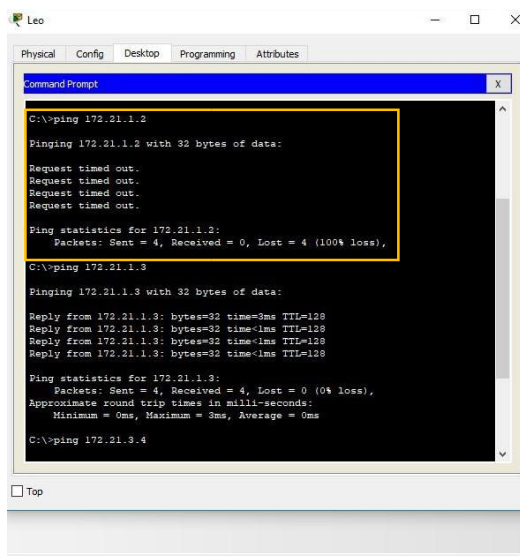 Leo
Physical Config Desktop Programming Attributes
Command Prompt X
C:\>ping 172.21.1.2
Pinging 172.21.1.2 with 32 bytes of data:
Request timed out.
Request timed out.
Request timed out.
Request timed out.
Ping statistics for 172.21.1.2:
Packets: Sent = 4, Received = 0, Lost = 4 (100% loss),
C:\>ping 172.21.1.3
Pinging 172.21.1.3 with 32 bytes of data:
Reply from 172.21.1.3: bytes=32 time=3ms TTL=128
Reply from 172.21.1.3: bytes=32 time<1ms TTL=128
Reply from 172.21.1.3: bytes=32 time<1ms TTL=128
Reply from 172.21.1.3: bytes=32 time<1ms TTL=128
Ping statistics for 172.21.1.3:
Packets: Sent = 4, Received = 4, Lost = 0 (0% loss),
Approximate round trip times in milli-seconds:
Minimum = 0ms, Maximum = 3ms, Average = 0ms
C:\>ping 172.21.3.4
Top